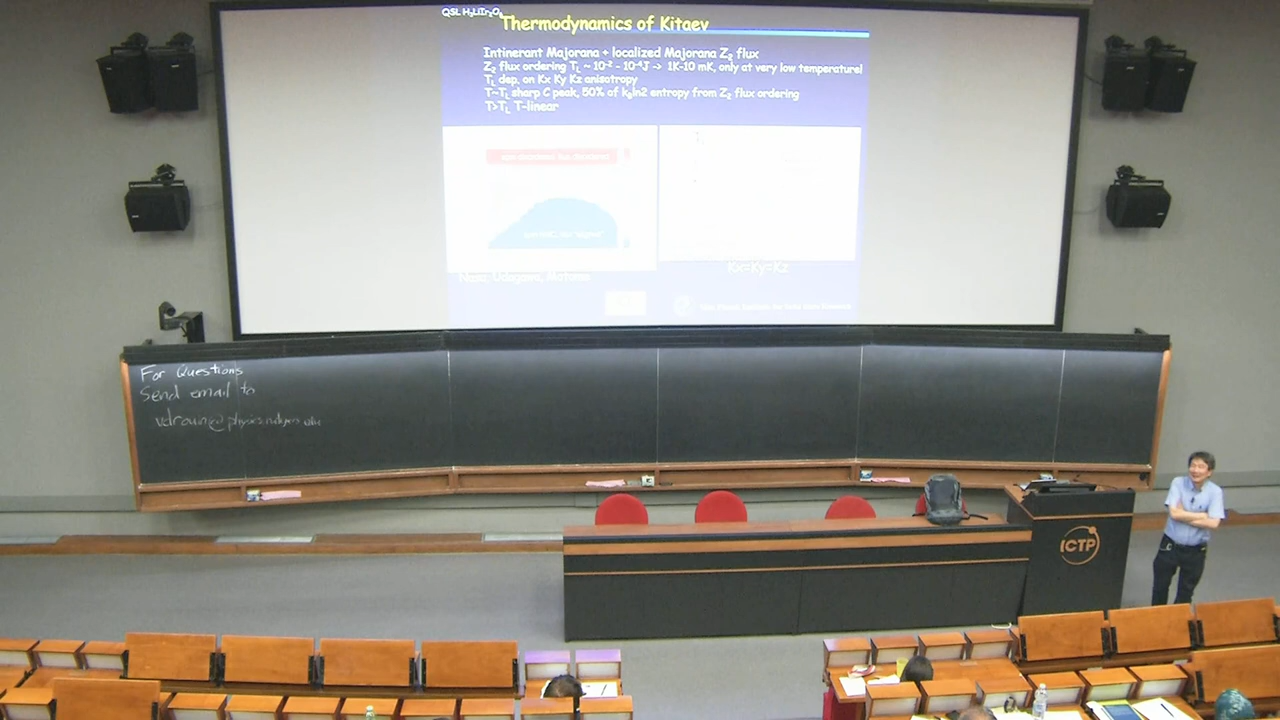 QSL H3LiIr2O6
Thermodynamics of Kitaev
Intinerant Majorana + localized Majorana Z2 flux
Z2 flux ordering TL ~ 10-2 - 10-4J -> 1K-10 mK, only at very low temperature!
TL dep. on Kx Ky Kz anisotropy
T~TL sharp C peak, 50% of kBln2 entropy from Z2 flux ordering
T>TL T-linear
Kx=Ky=Kz
For Questions
Send email to
ICTP